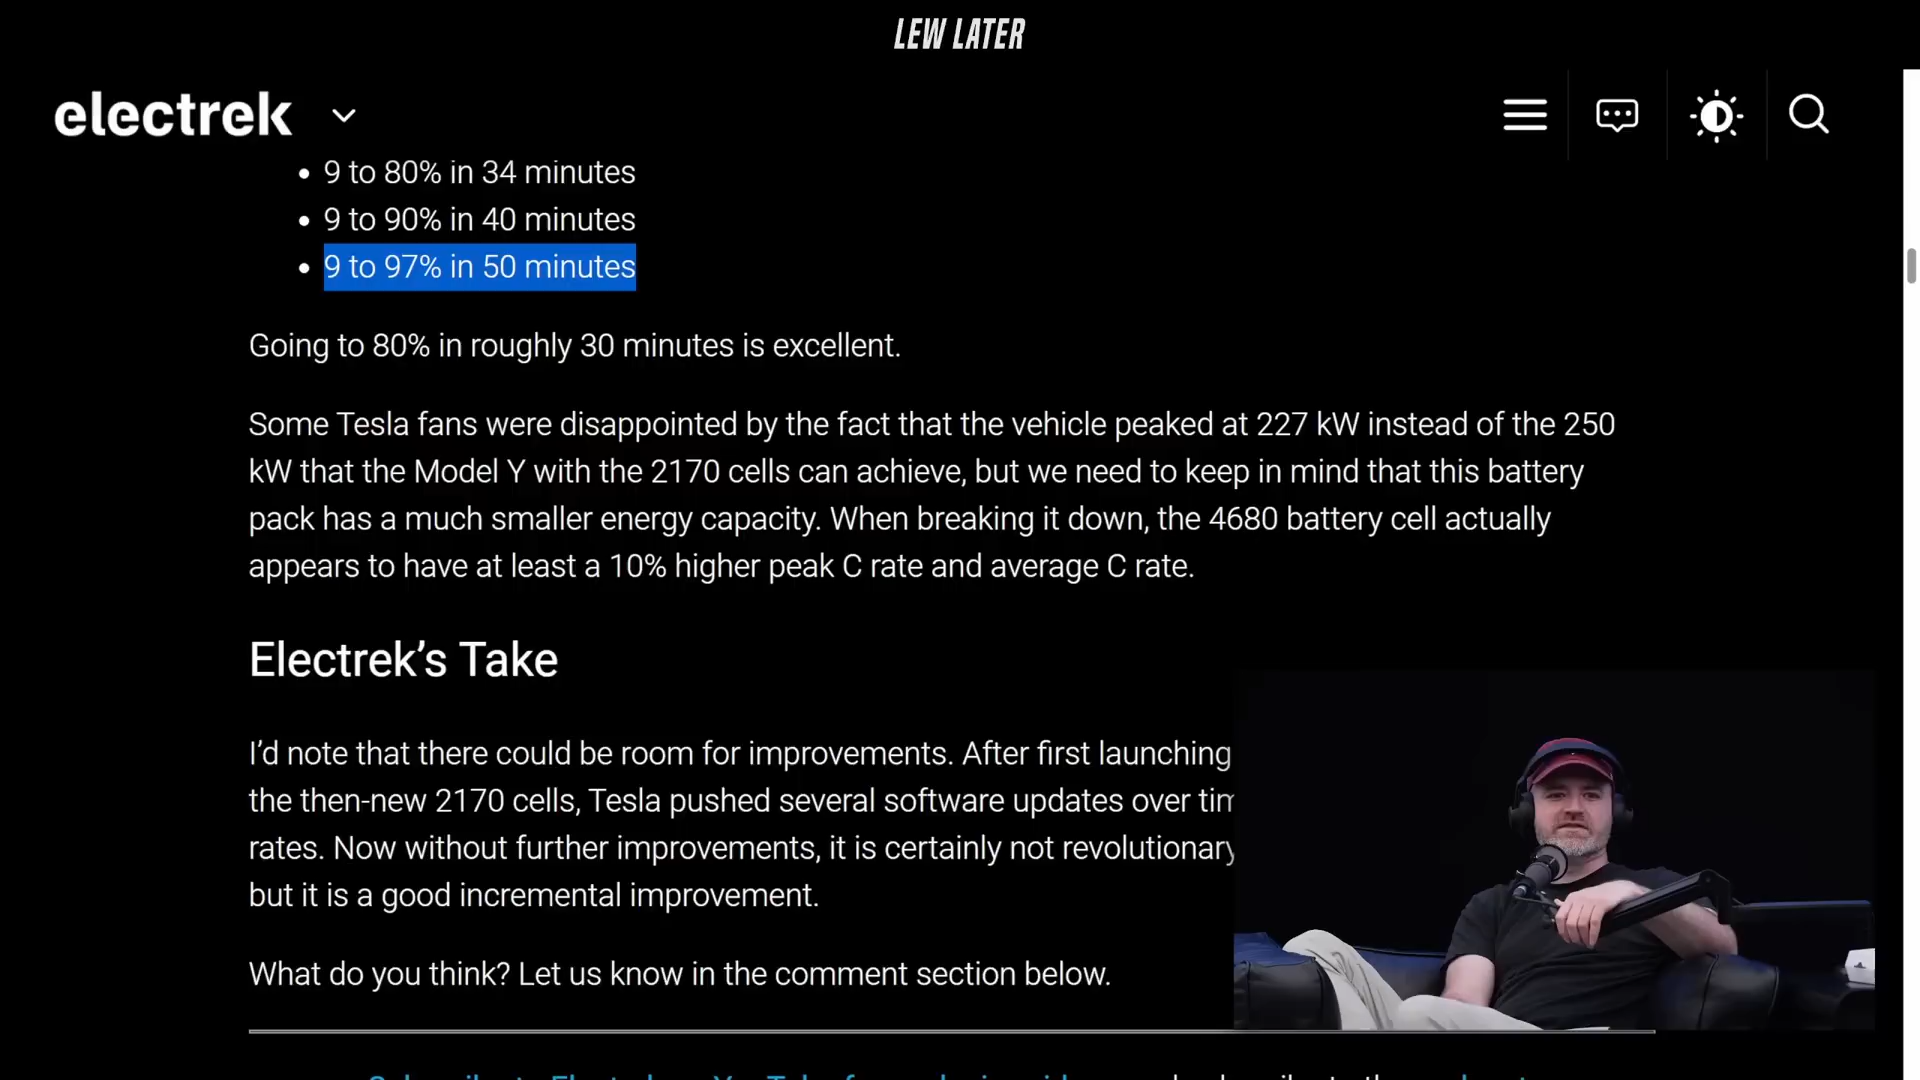 LEW LATER
electrek
9 to 80% in 34 minutes
9 to 90% in 40 minutes
9 to 97% in 50 minutes
Going to 80% in roughly 30 minutes is excellent.
Some Tesla fans were disappointed by the fact that the vehicle peaked at 227 kW instead of the 250
kW that the Model Y with the 2170 cells can achieve, but we need to keep in mind that this battery
pack has a much smaller energy capacity. When breaking it down, the 4680 battery cell actually
appears to have at least a 10% higher peak C rate and average C rate.
Electrek’s Take
I’d note that there could be room for improvements. After first launching
the then-new 2170 cells, Tesla pushed several software updates over
rates. Now without further improvements, it is certainly not revolutionary
but it is a good incremental improvement.
What do you think? Let us know in the comment section below.